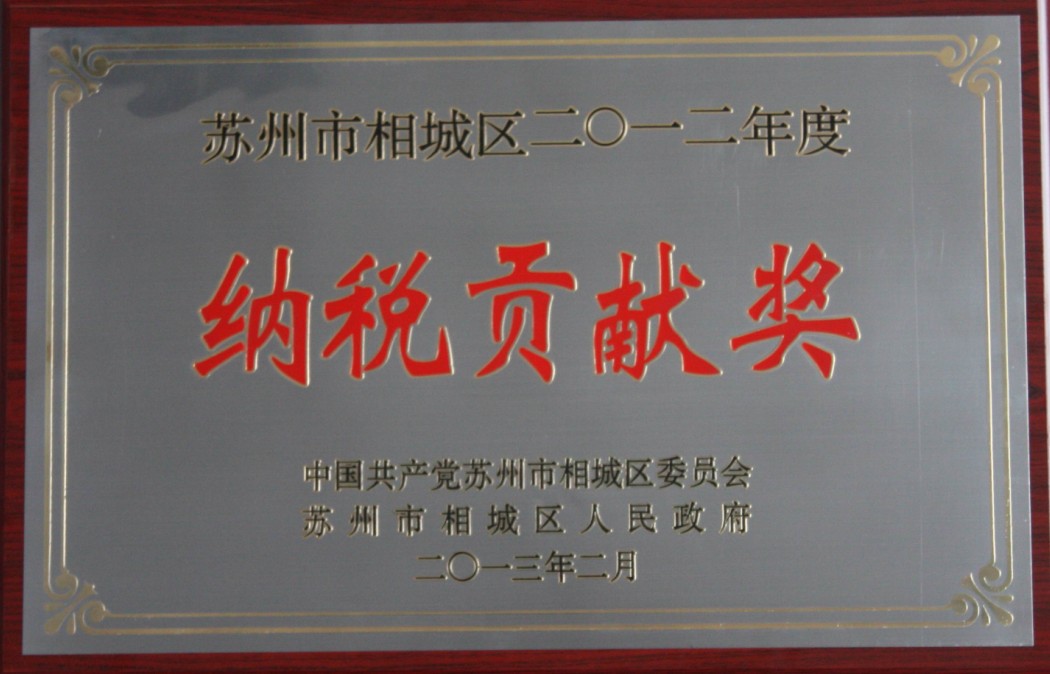 苏州市相城区二〇一二年度
纳税贡献奖
中国共产党苏州市相城区委员会
苏州市相城区人民政府
二〇一三年二月